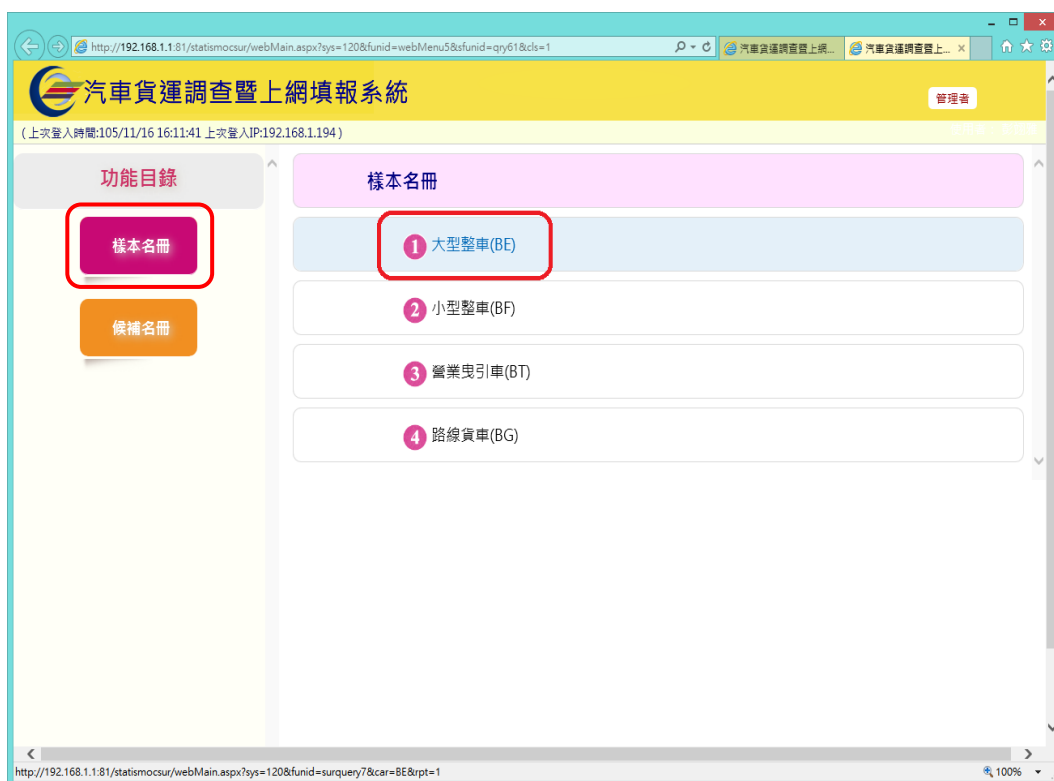 http://192.168.1.1:81/statismocsur/webMain.aspx?sys=120&funid=webMenu5&sfunid=qry61&cls=1
汽車貨運調查暨上網...
汽車貨運調查暨上...
汽車貨運調查暨上網填報系統
管理者
(上次登入時間:105/11/16 16:11:41 上次登入IP:192.168.1.194)
功能目錄
樣本名冊
候補名冊
樣本名冊
1 大型整車(BE)
2 小型整車(BF)
3 營業曳引車(BT)
4 路線貨車(BG)
http://192.168.1.1:81/statismocsur/webMain.aspx?sys=120&funid=surquery7&car=BE&rpt=1
100%